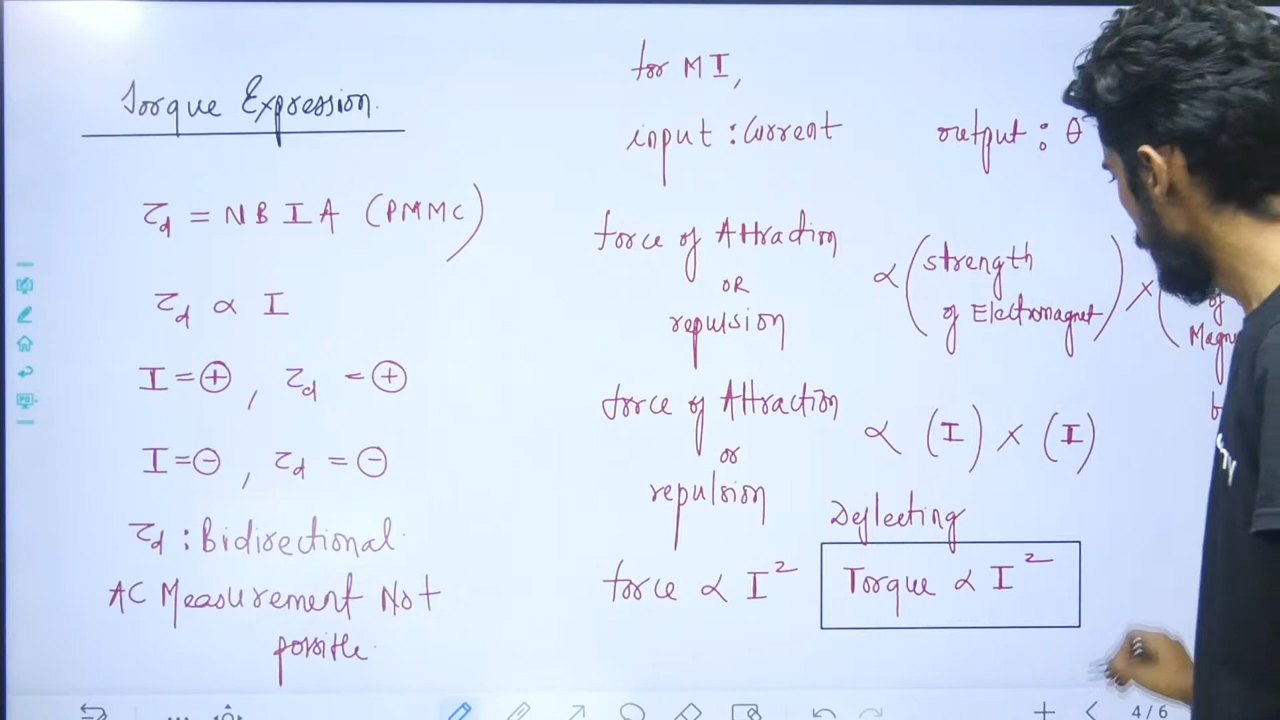 Torque Expression.
τd = NBIA (PMMC)
τd ∝ I
I = ⊕, τd = ⊕
I = ⊖, τd = ⊖
τd : Bidirectional.
AC Measurement Not
possible.
for MI,
input : Current output : θ
force of Attraction
OR
repulsion
∝ (strength
of Electromagnet) × (
of
force of Attraction
or
repulsion
∝ (I) × (I)
force ∝ I²
Deflecting
Torque ∝ I²
4/6